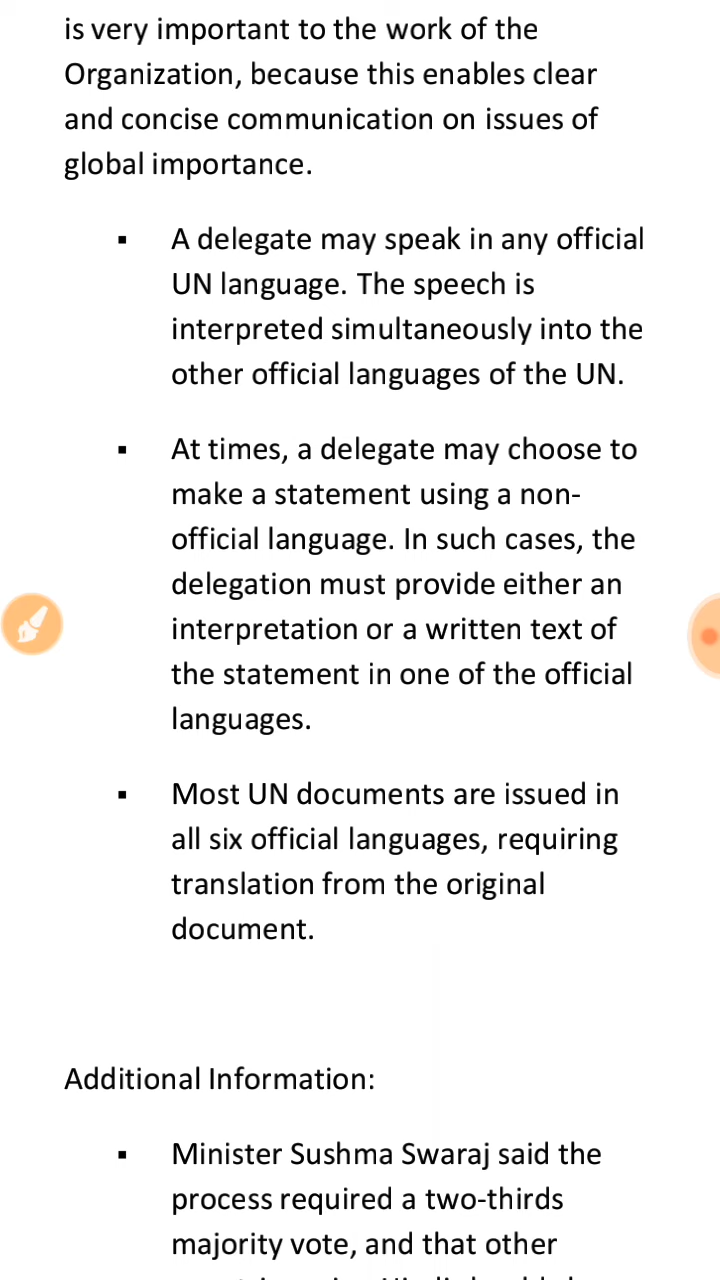 is very important to the work of the
Organization, because this enables clear
and concise communication on issues of
global importance.
▪ A delegate may speak in any official
UN language. The speech is
interpreted simultaneously into the
other official languages of the UN.
▪ At times, a delegate may choose to
make a statement using a non-
official language. In such cases, the
delegation must provide either an
interpretation or a written text of
the statement in one of the official
languages.
▪ Most UN documents are issued in
all six official languages, requiring
translation from the original
document.
Additional Information:
▪ Minister Sushma Swaraj said the
process required a two-thirds
majority vote, and that other